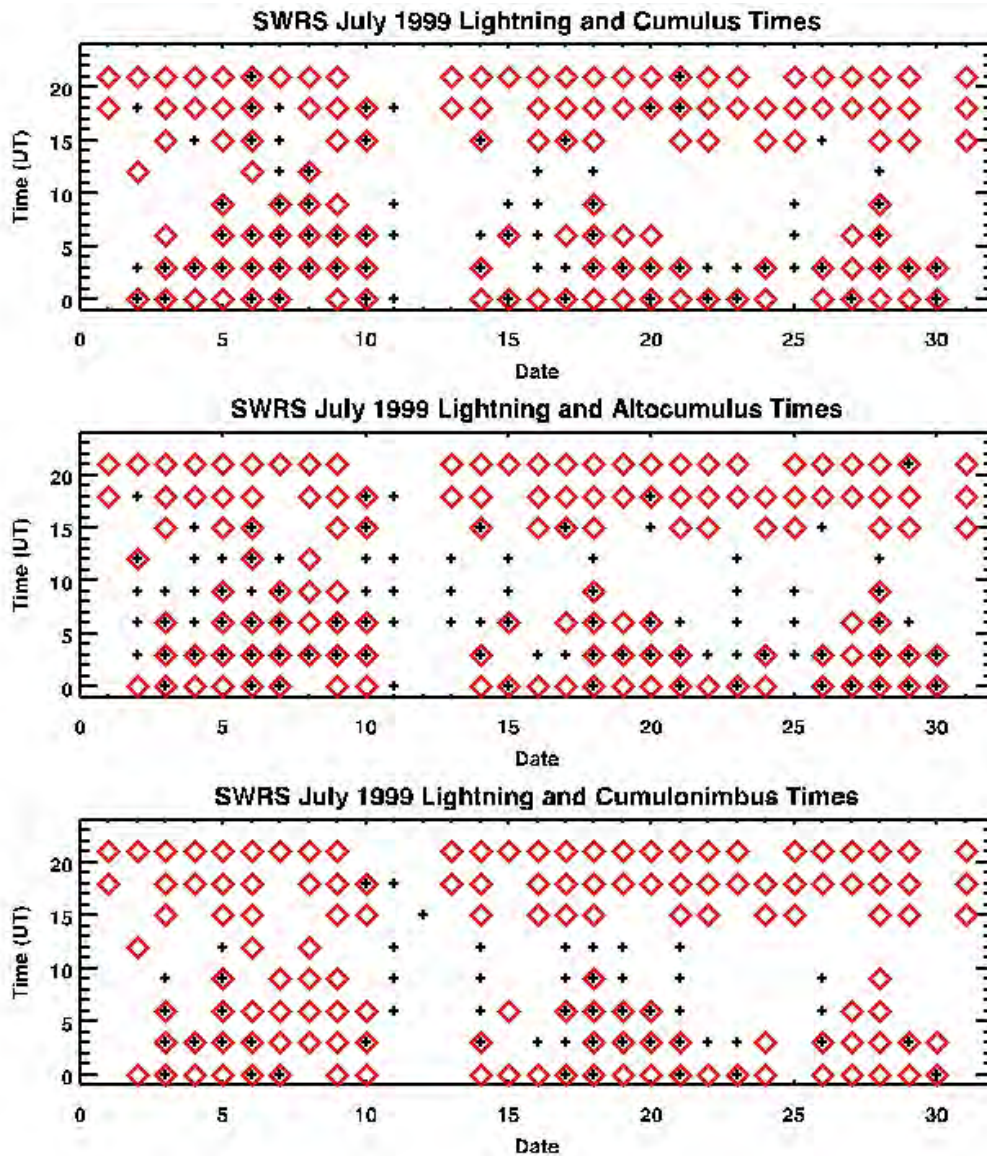 SWRS July 1999 Lightning and Cumulus Times
20
15
10
5
0
Time (UT)
0 5 10 15 20 25 30
Date
SWRS July 1999 Lightning and Altocumulus Times
20
15
10
5
0
Time (UT)
0 5 10 15 20 25 30
Date
SWRS July 1999 Lightning and Cumulonimbus Times
20
15
10
5
0
Time (UT)
0 5 10 15 20 25 30
Date